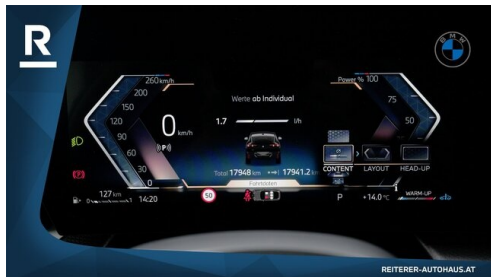 R
BMW
260 km/h
200
150
120
90
60
30
0
0 km/h
(P)
Werte ab Individual
1.7 l/h
Power % 100
75
50
CONTENT LAYOUT HEAD-UP
Total 17948 km 17941.2 km
Fahrdaten
127 km
14:20
50
P
+14.0 °C
WARM-UP
REITERER-AUTOHAUS.AT